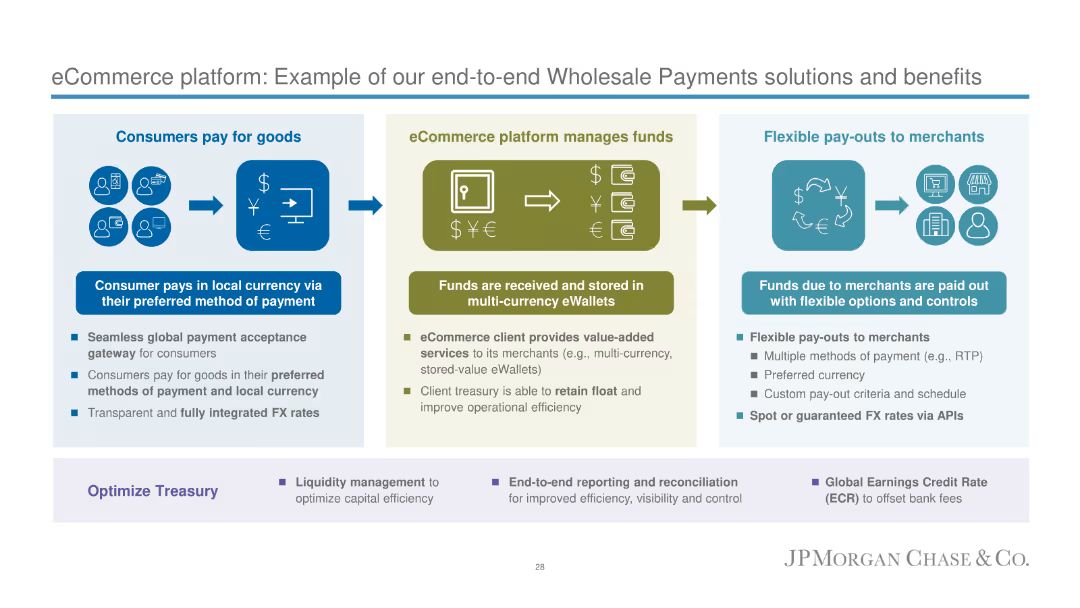 eCommerce platform: Example of our end-to-end Wholesale Payments solutions and benefits
Consumers pay for goods
$
¥
€
Consumer pays in local currency via
their preferred method of payment
■ Seamless global payment acceptance
gateway for consumers
■ Consumers pay for goods in their preferred
methods of payment and local currency
■ Transparent and fully integrated FX rates
eCommerce platform manages funds
$ ¥ €
$
¥
€
Funds are received and stored in
multi-currency eWallets
■ eCommerce client provides value-added
services to its merchants (e.g., multi-currency,
stored-value eWallets)
■ Client treasury is able to retain float and
improve operational efficiency
Flexible pay-outs to merchants
$ ¥
€
Funds due to merchants are paid out
with flexible options and controls
■ Flexible pay-outs to merchants
■ Multiple methods of payment (e.g., RTP)
■ Preferred currency
■ Custom pay-out criteria and schedule
■ Spot or guaranteed FX rates via APIs
Optimize Treasury
■ Liquidity management to
optimize capital efficiency
■ End-to-end reporting and reconciliation
for improved efficiency, visibility and control
■ Global Earnings Credit Rate
(ECR) to offset bank fees
28
JPMORGAN CHASE & CO.